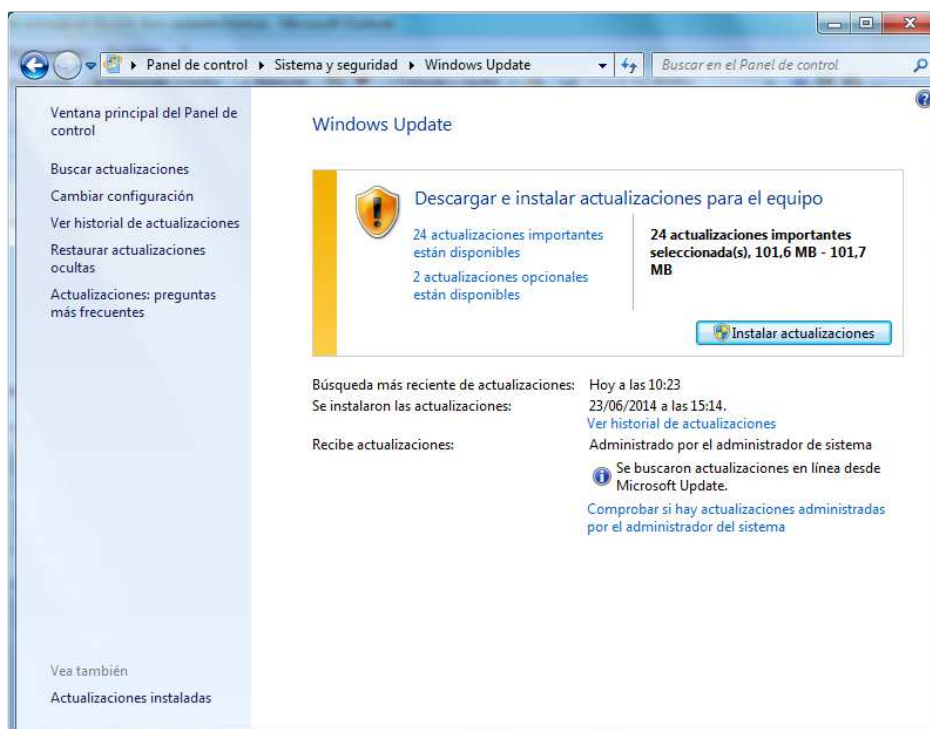 Panel de control ▸ Sistema y seguridad ▸ Windows Update
Buscar en el Panel de control
Ventana principal del Panel de
control
Buscar actualizaciones
Cambiar configuración
Ver historial de actualizaciones
Restaurar actualizaciones
ocultas
Actualizaciones: preguntas
más frecuentes
Windows Update
Descargar e instalar actualizaciones para el equipo
24 actualizaciones importantes
están disponibles
2 actualizaciones opcionales
están disponibles
24 actualizaciones importantes
seleccionada(s), 101,6 MB - 101,7
MB
Instalar actualizaciones
Búsqueda más reciente de actualizaciones: Hoy a las 10:23
Se instalaron las actualizaciones: 23/06/2014 a las 15:14.
Ver historial de actualizaciones
Recibe actualizaciones: Administrado por el administrador de sistema
Se buscaron actualizaciones en línea desde
Microsoft Update.
Comprobar si hay actualizaciones administradas
por el administrador del sistema
Vea también
Actualizaciones instaladas